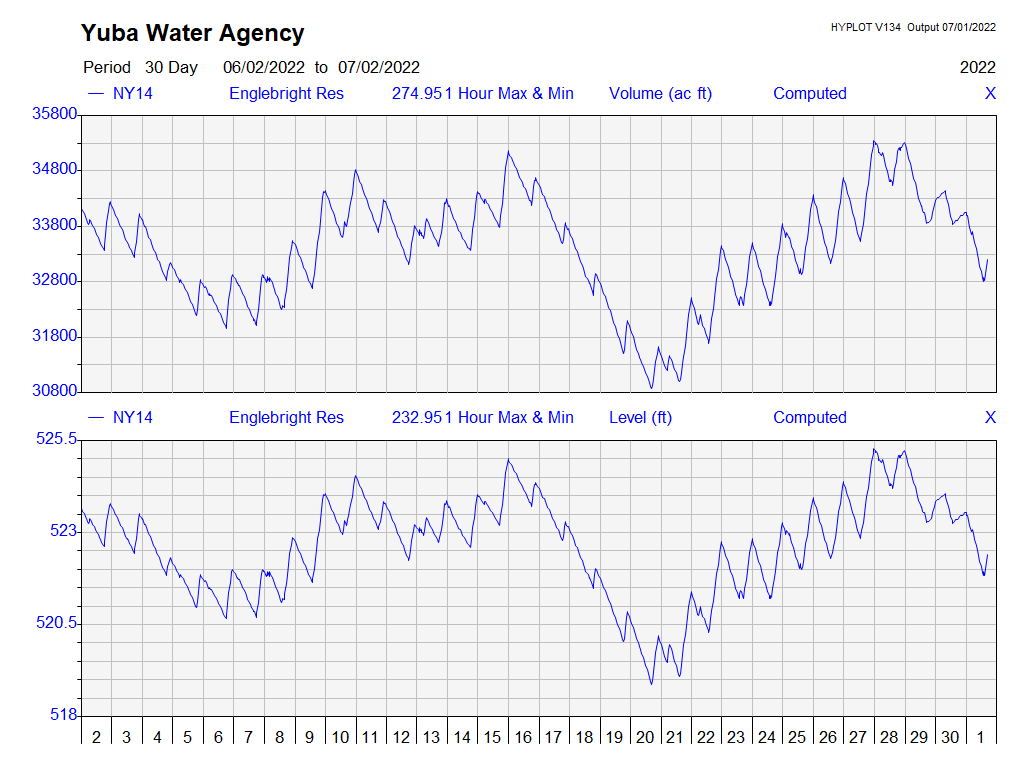 Yuba Water Agency
HYPLOT V134 Output 07/01/2022
Period 30 Day 06/02/2022 to 07/02/2022 2022
NY14 Englebright Res 274.951 Hour Max & Min Volume (ac ft) Computed X
35800
34800
33800
32800
31800
30800
NY14 Englebright Res 232.951 Hour Max & Min Level (ft) Computed X
525.5
523
520.5
518
2 3 4 5 6 7 8 9 10 11 12 13 14 15 16 17 18 19 20 21 22 23 24 25 26 27 28 29 30 1